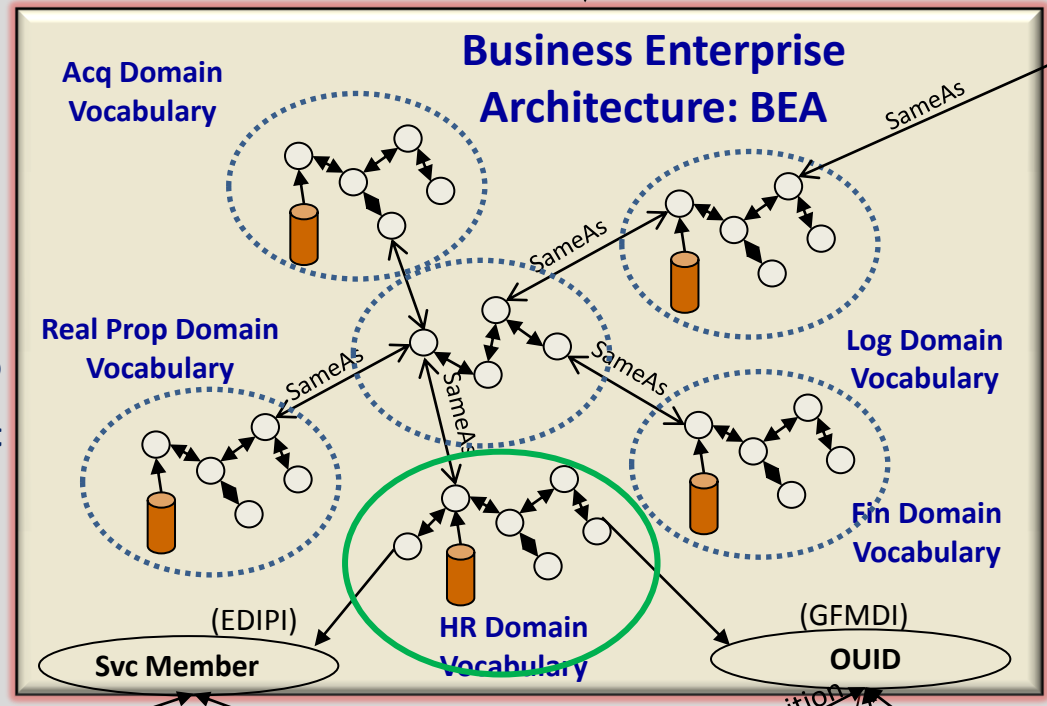 Business Enterprise
Architecture: BEA
Acq Domain
Vocabulary
SameAs
SameAs
Real Prop Domain
Vocabulary
SameAs
SameAs
SameAs
Log Domain
Vocabulary
Fin Domain
Vocabulary
HR Domain
Vocabulary
(EDIPI)
Svc Member
(GFMDI)
OUID